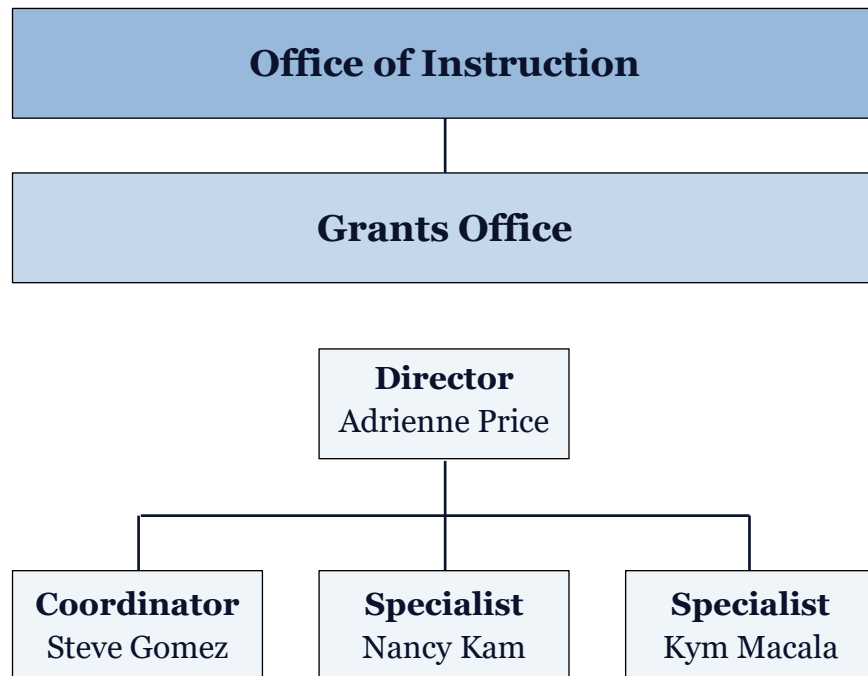 Office of Instruction
Grants Office
Director
Adrienne Price
Coordinator
Steve Gomez
Specialist
Nancy Kam
Specialist
Kym Macala